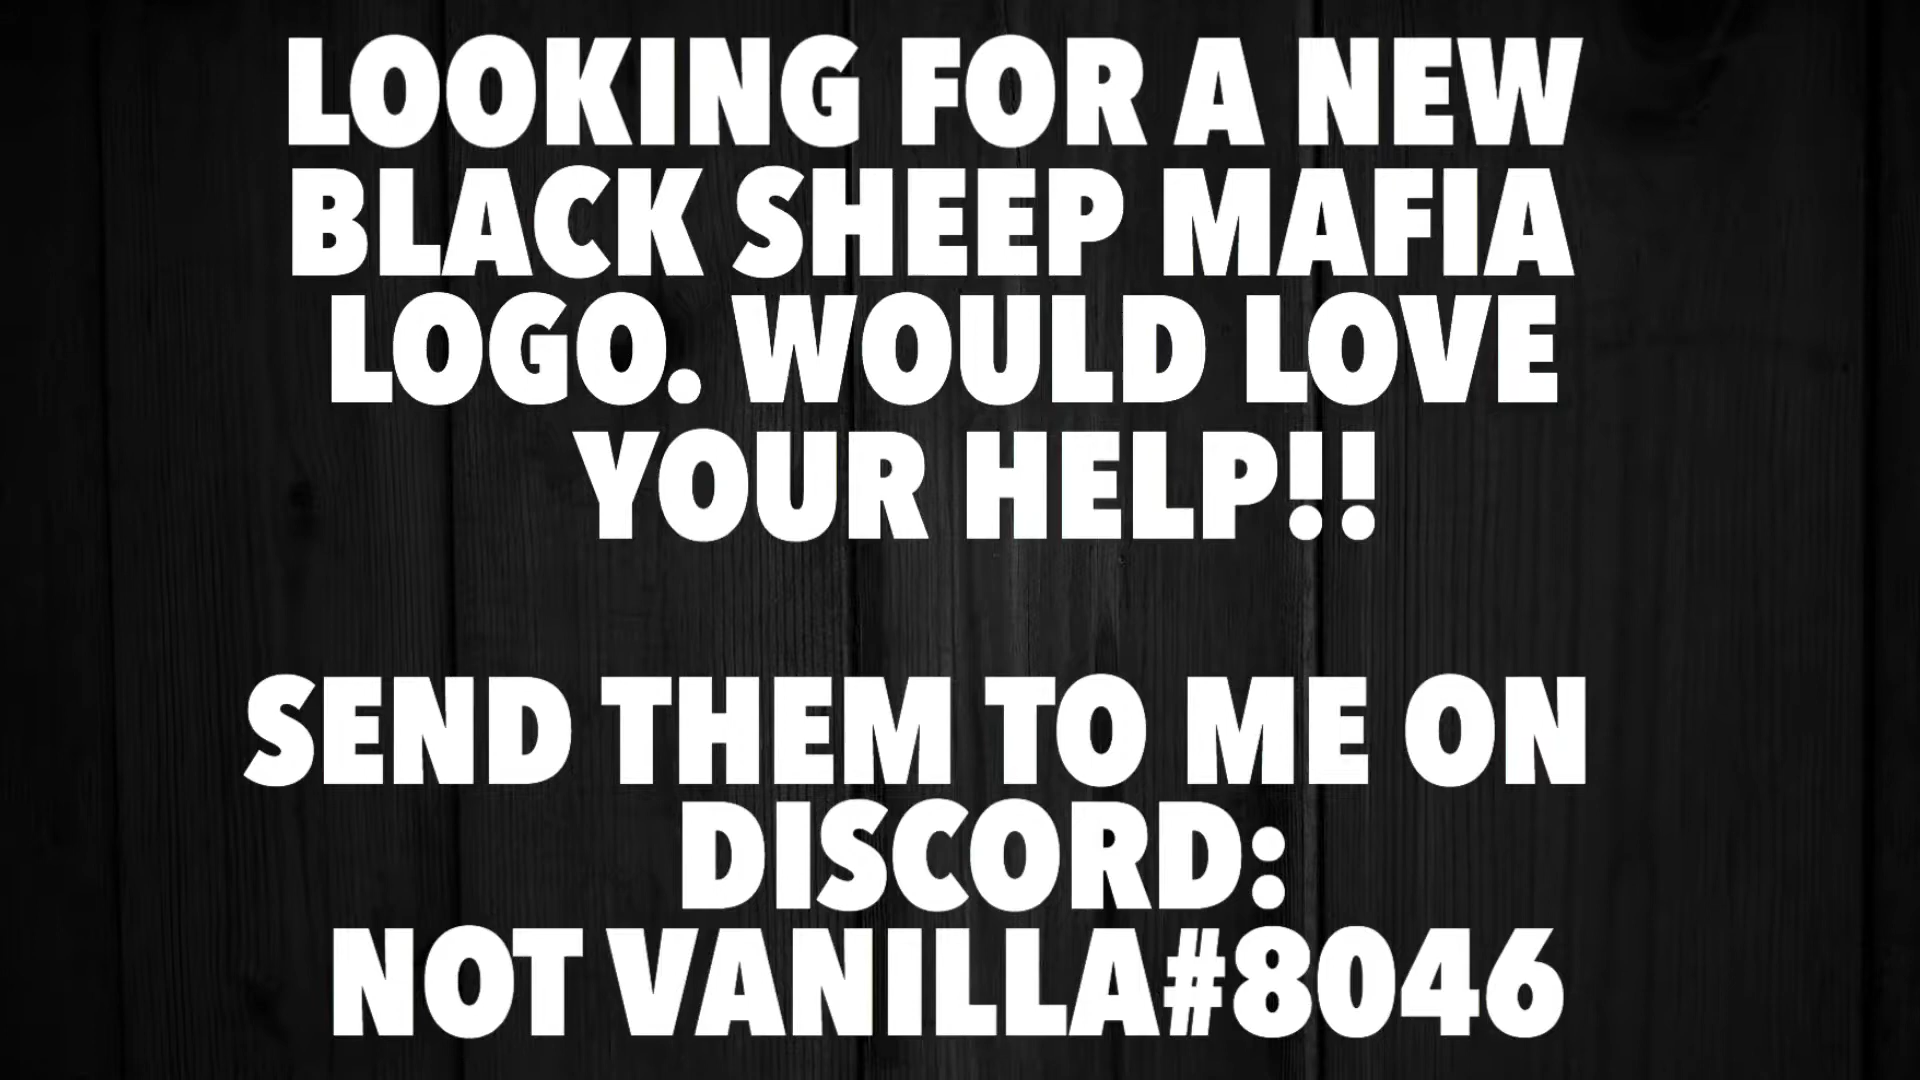 LOOKING FOR A NEW
BLACK SHEEP MAFIA
LOGO. WOULD LOVE
YOUR HELP!!
SEND THEM TO ME ON
DISCORD:
NOT VANILLA#8046